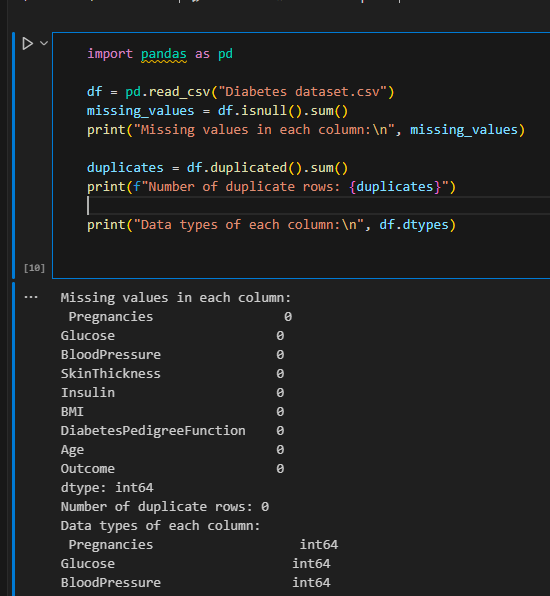 import pandas as pd
df = pd.read_csv("Diabetes dataset.csv")
missing_values = df.isnull().sum()
print("Missing values in each column:\n", missing_values)
duplicates = df.duplicated().sum()
print(f"Number of duplicate rows: {duplicates}")
print("Data types of each column:\n", df.dtypes)
[10]
... Missing values in each column:
Pregnancies 0
Glucose 0
BloodPressure 0
SkinThickness 0
Insulin 0
BMI 0
DiabetesPedigreeFunction 0
Age 0
Outcome 0
dtype: int64
Number of duplicate rows: 0
Data types of each column:
Pregnancies int64
Glucose int64
BloodPressure int64